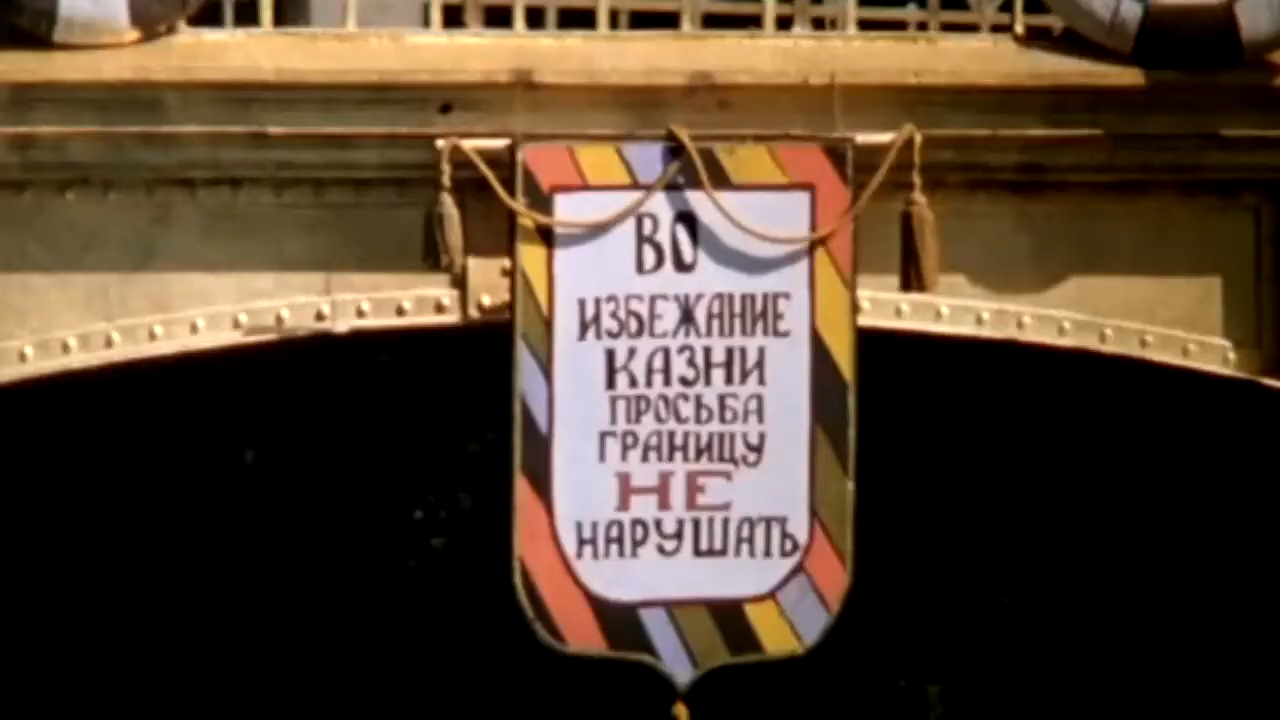 ВО
ИЗБЕЖАНИЕ
КАЗНИ
ПРОСЬБА
ГРАНИЦУ
НЕ
НАРУШАТЬ